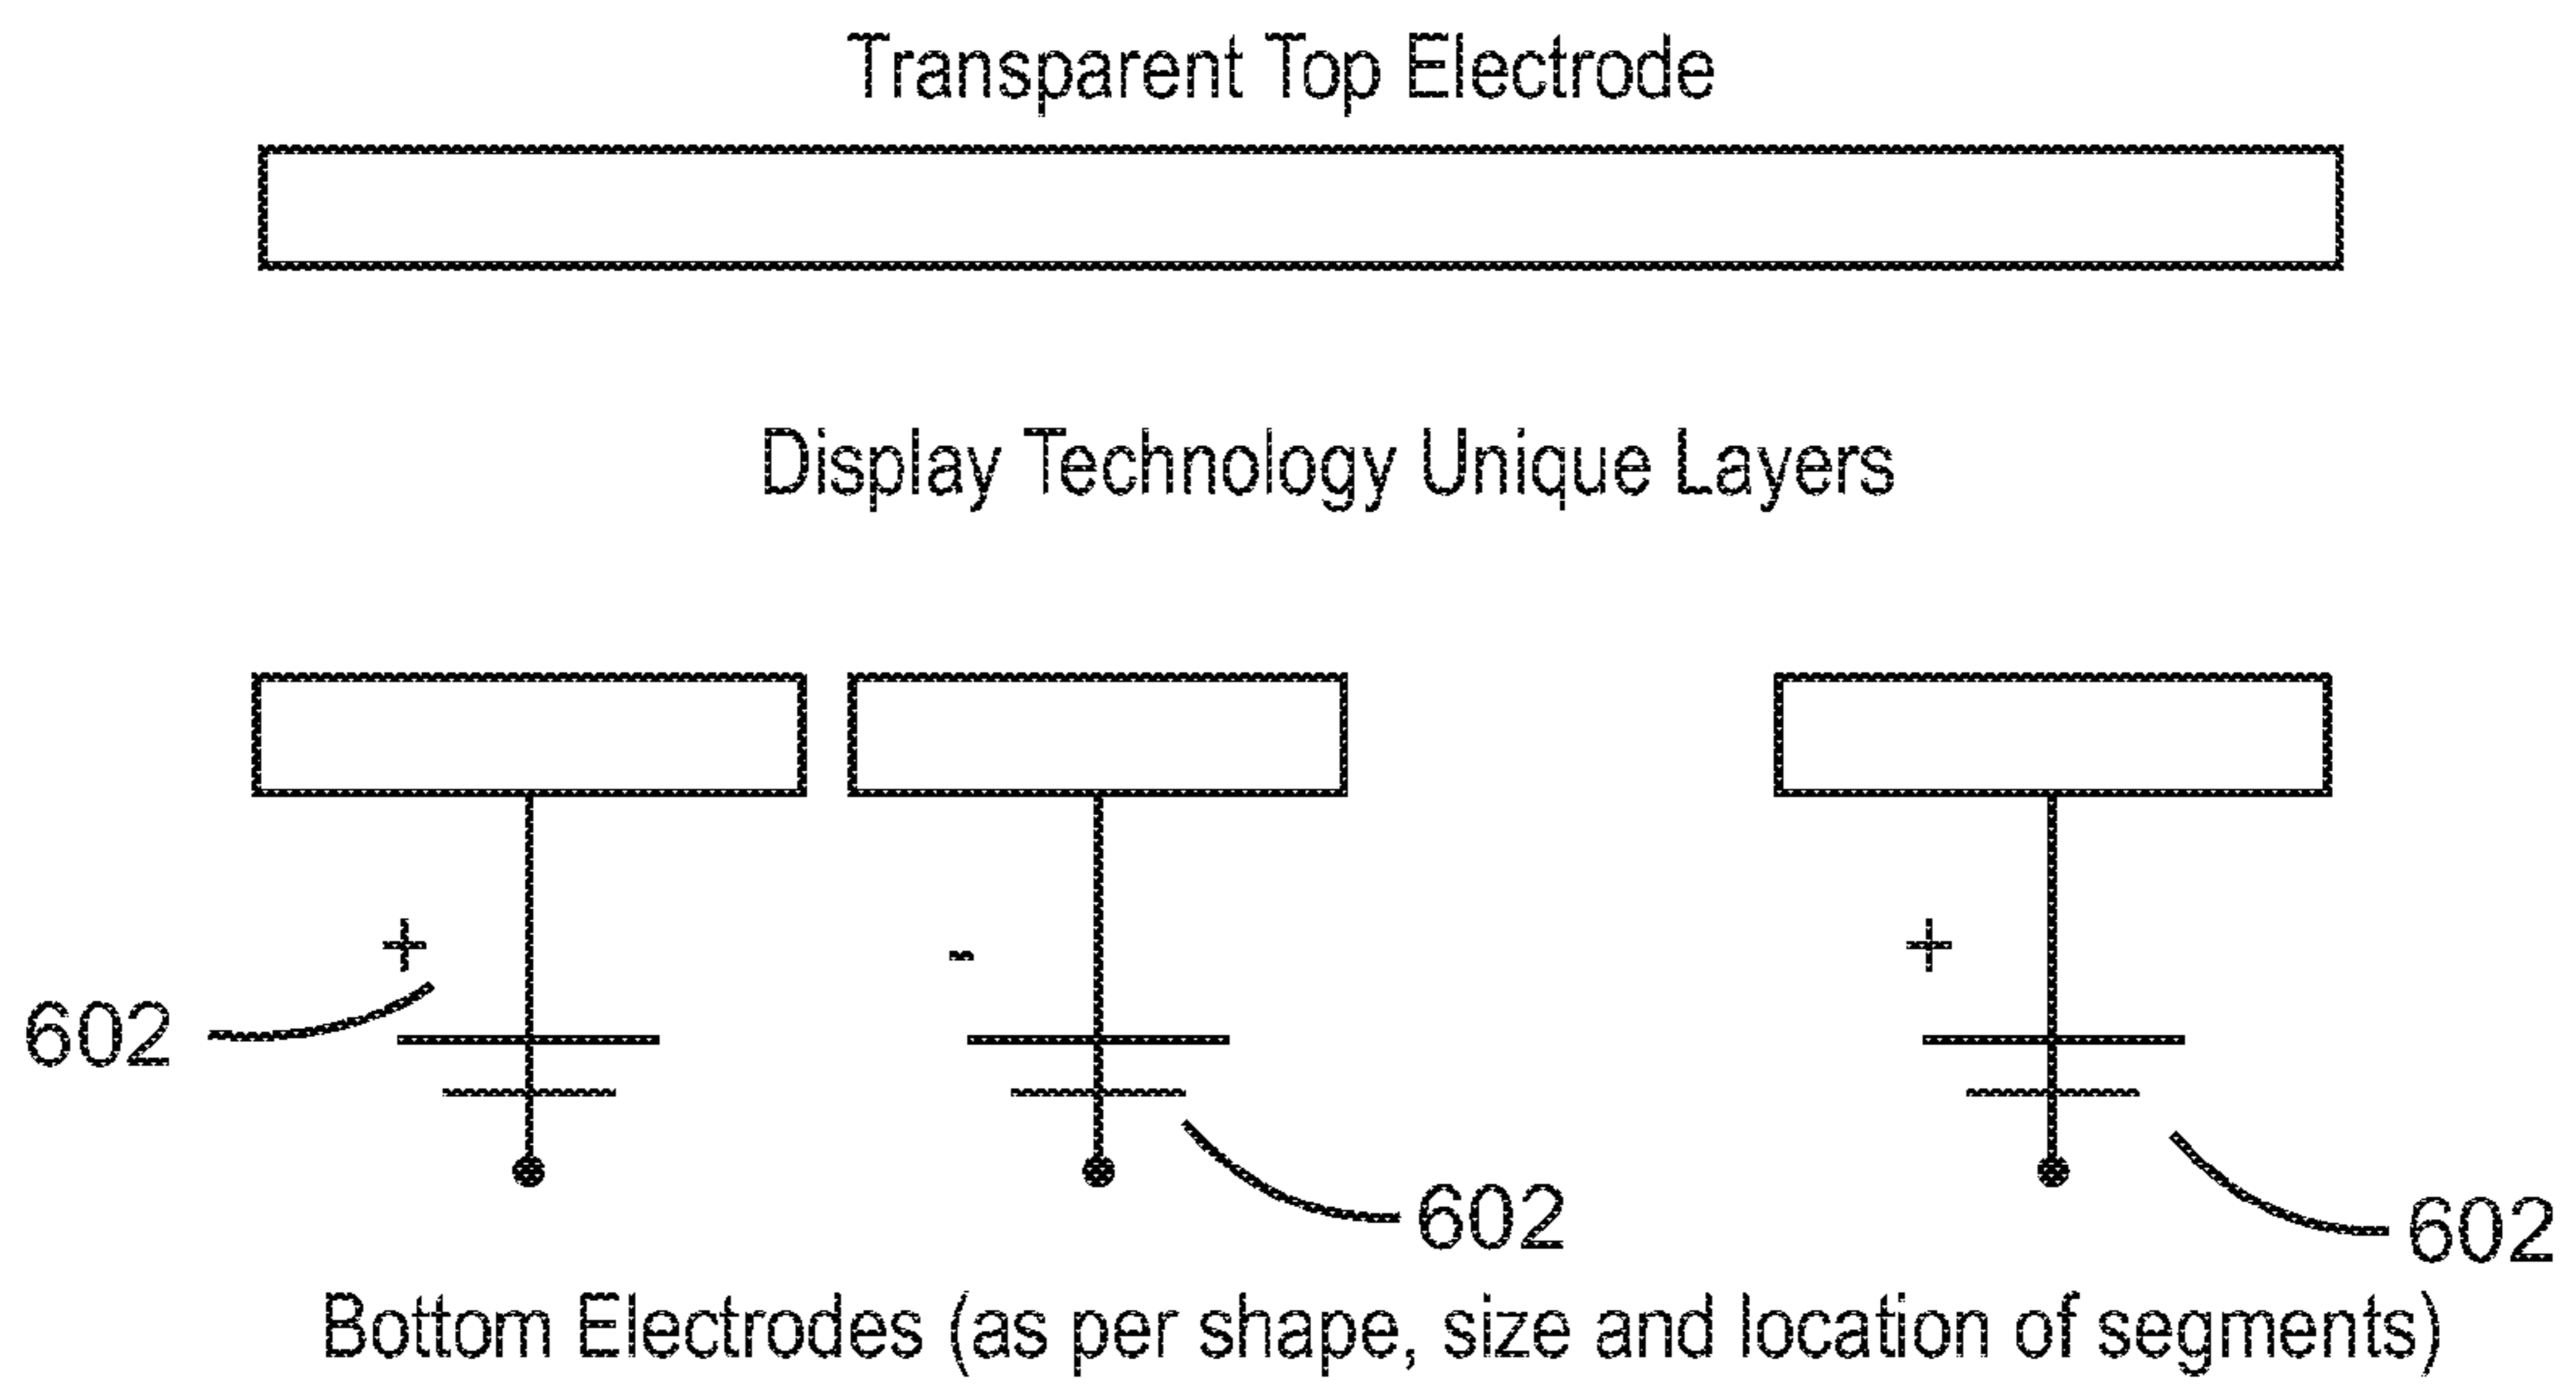 Transparent Top Electrode
Display Technology Unique Layers
+ - +
602
602
602
Bottom Electrodes (as per shape, size and location of segments)